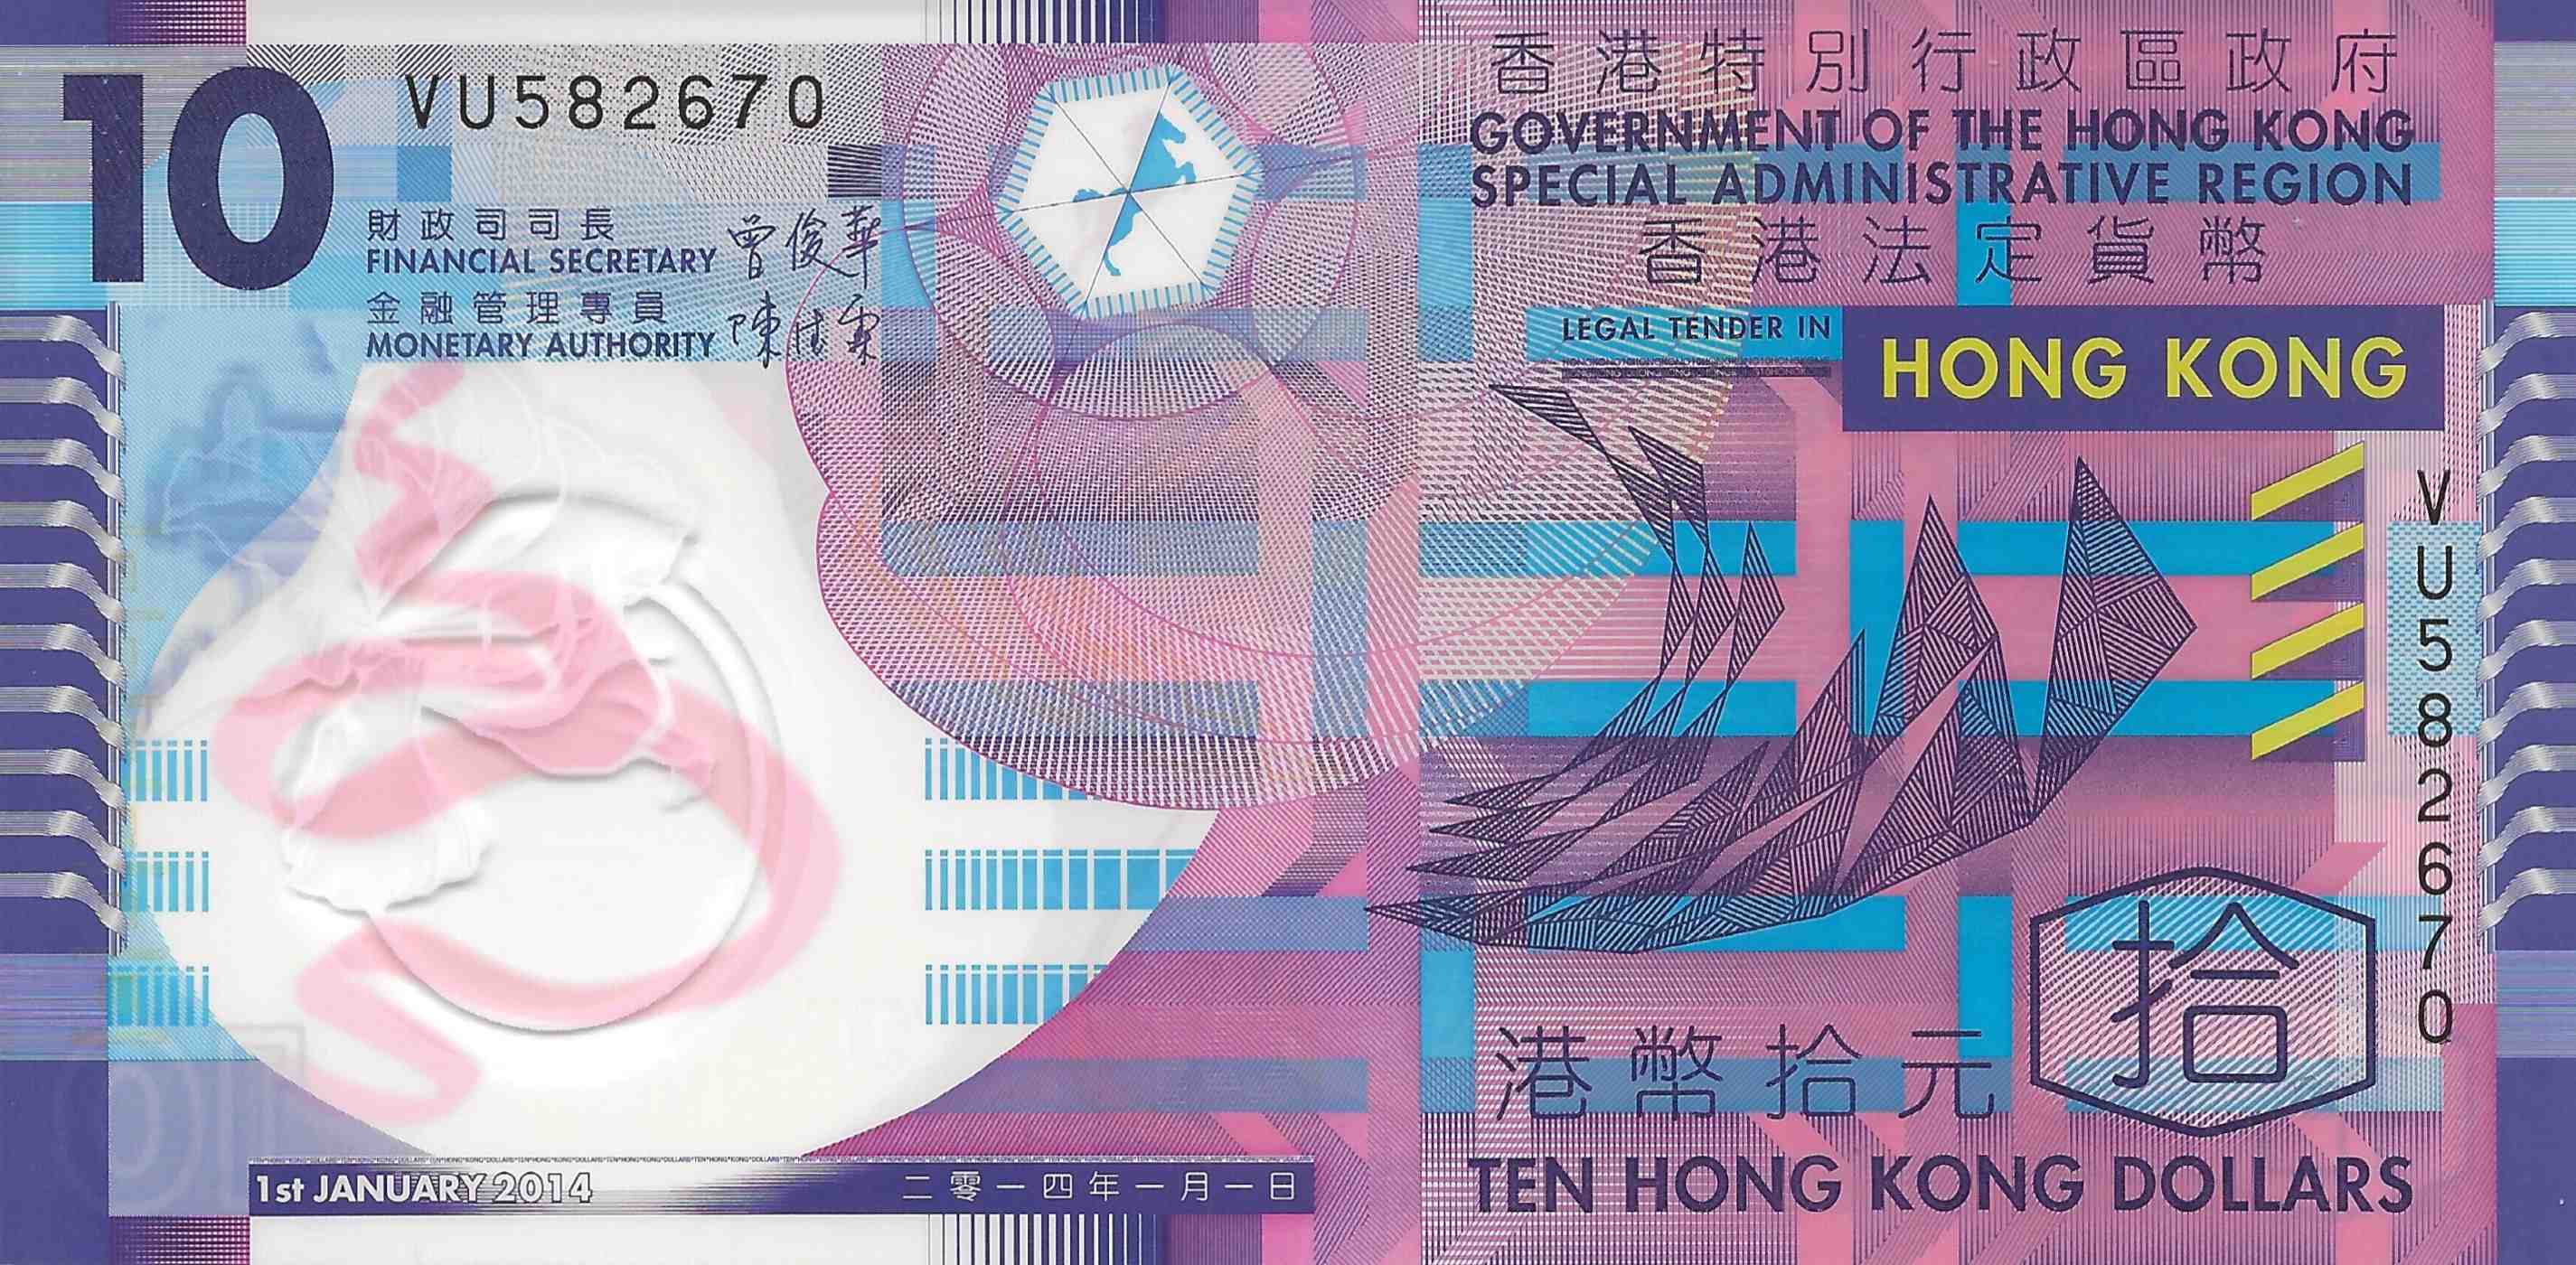 10
VU582670
財政司司長
FINANCIAL SECRETARY
曾俊華
金融管理專員
MONETARY AUTHORITY
陳德霖
香港特別行政區政府
GOVERNMENT OF THE HONG KONG
SPECIAL ADMINISTRATIVE REGION
香港法定貨幣
LEGAL TENDER IN
HONG KONG
VU582670
拾
港幣拾元
TEN HONG KONG DOLLARS
1st JANUARY 2014
二零一四年一月一日